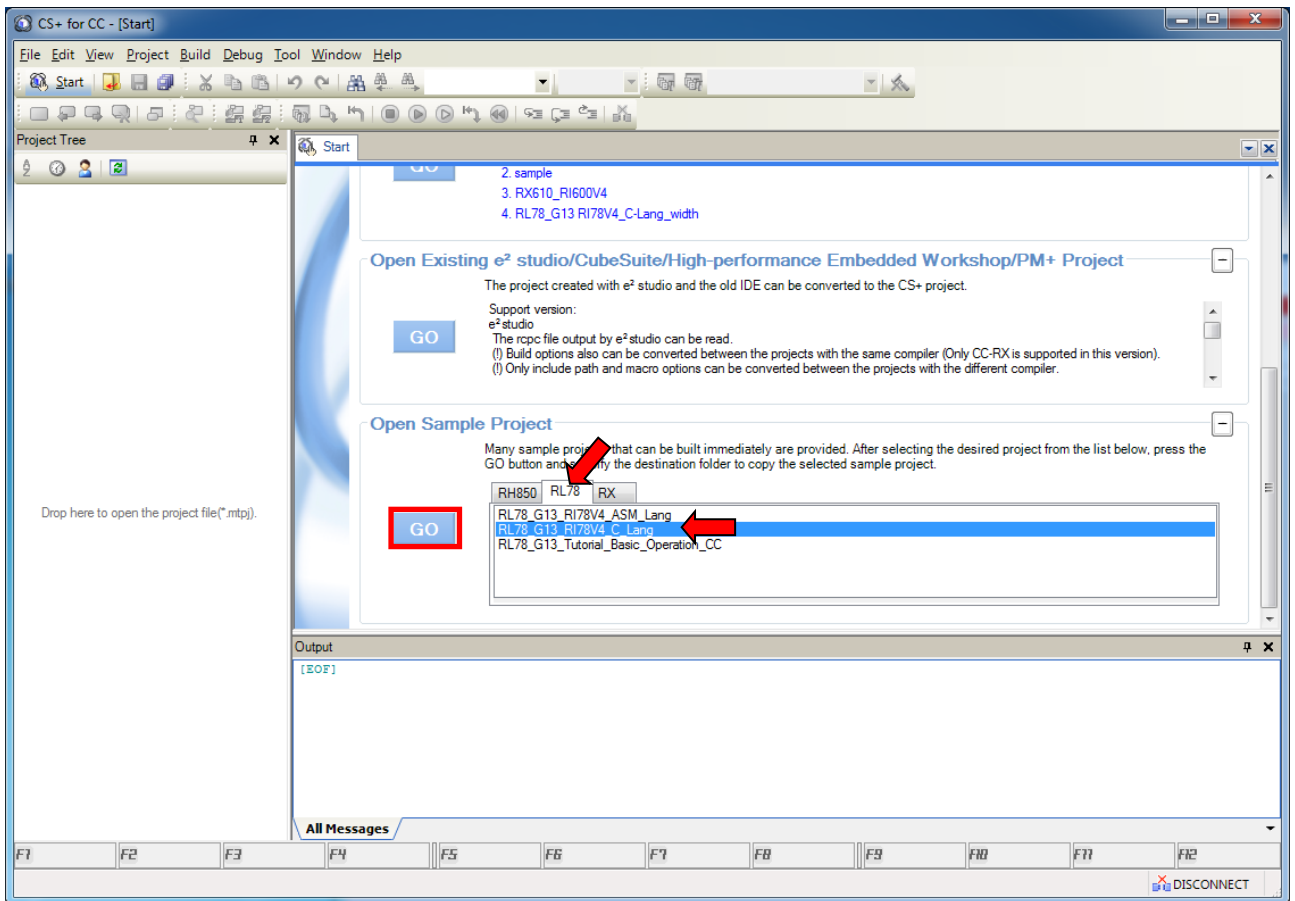 CS+ for CC - [Start]
File Edit View Project Build Debug Tool Window Help
Start
Project Tree
Start
GO
2. sample
3. RX610_RI600V4
4. RL78_G13 RI78V4_C-Lang_width
Open Existing e² studio/CubeSuite/High-performance Embedded Workshop/PM+ Project
The project created with e² studio and the old IDE can be converted to the CS+ project.
GO
Support version:
e² studio
The rcpc file output by e² studio can be read.
(!) Build options also can be converted between the projects with the same compiler (Only CC-RX is supported in this version).
(!) Only include path and macro options can be converted between the projects with the different compiler.
Open Sample Project
Many sample that can be built immediately are provided. After selecting the desired project from the list below, press the
GO button and the destination folder to copy the selected sample project.
RH850 RL78 RX
GO
RL78_G13_RI78V4_ASM_Lang
RL78_G13_RI78V4_C_Lang
RL78_G13_Tutorial_Basic_Operation_CC
Drop here to open the project file(*.mtpj).
Output
[EOF]
All Messages
F1 F2 F3 F4 F5 F6 F7 F8 F9 F10 F11 F12
DISCONNECT